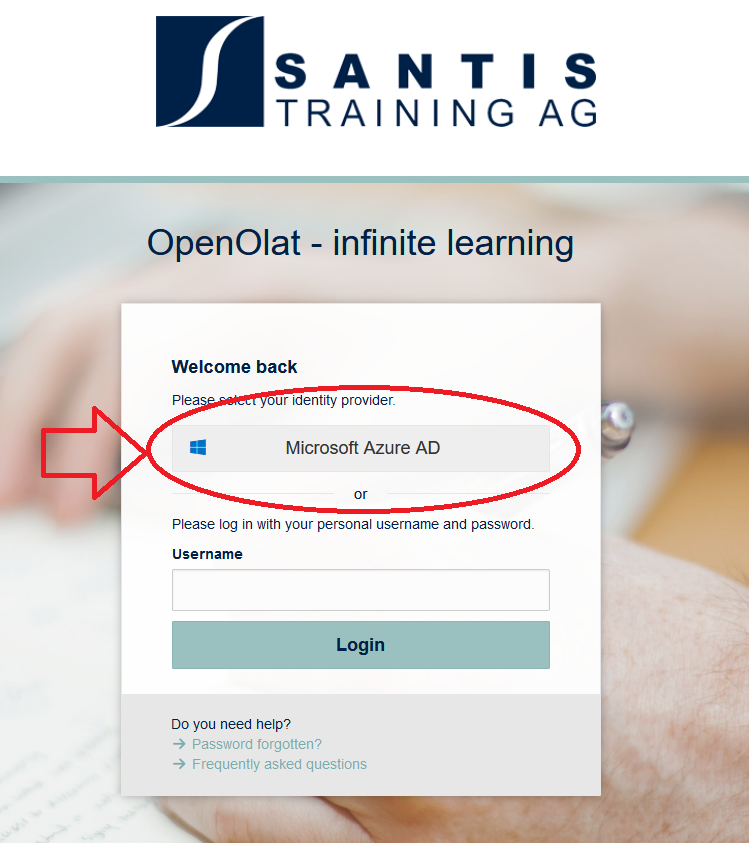 SANTIS
TRAINING AG
OpenOlat - infinite learning
Welcome back
Please select your identity provider.
Microsoft Azure AD
or
Please log in with your personal username and password.
Username
Login
Do you need help?
Password forgotten?
Frequently asked questions